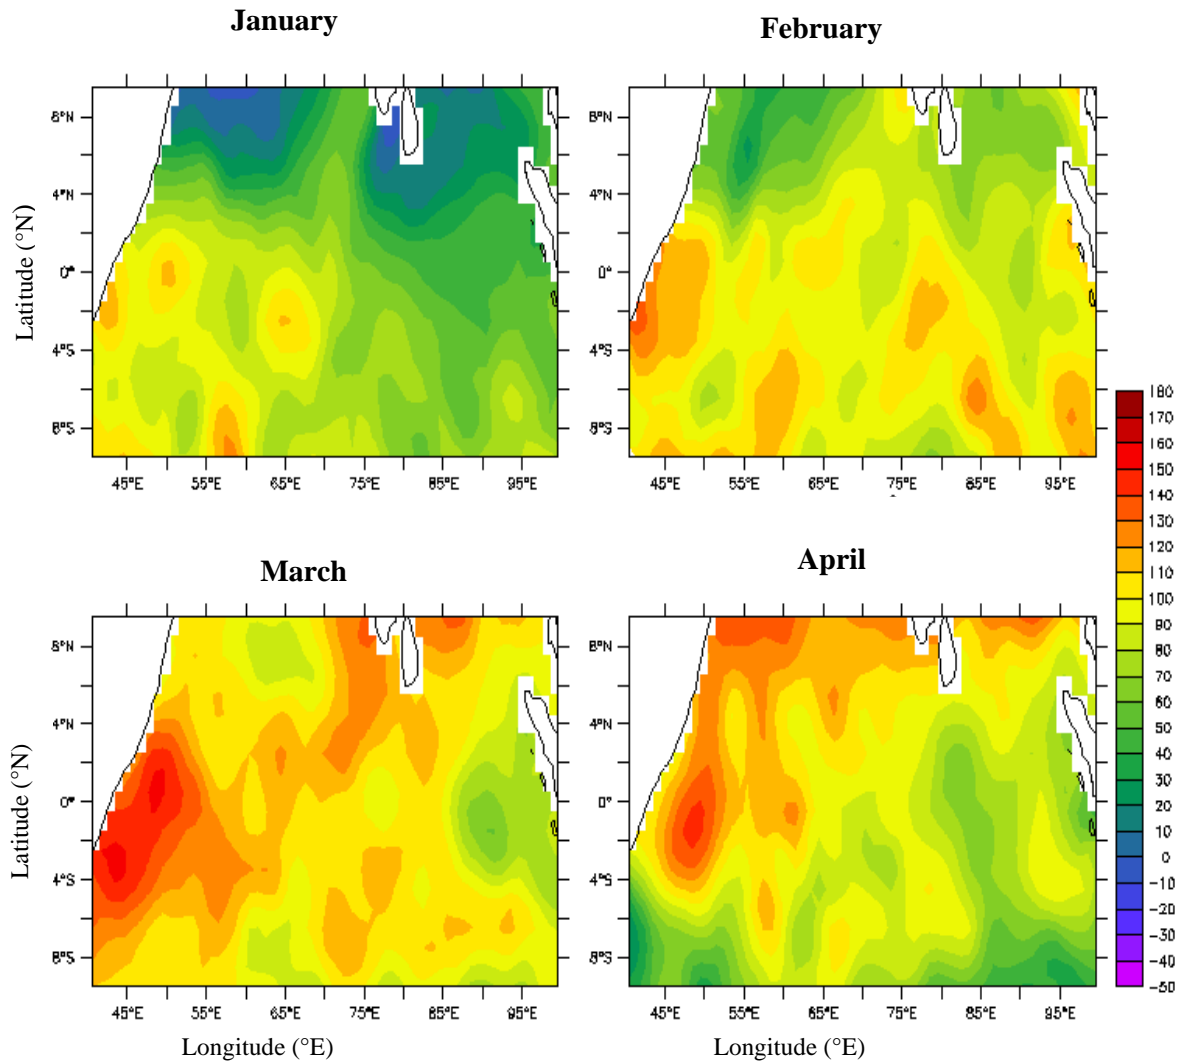 January
February
8°N
4°N
0°
4°S
8°S
Latitude (°N)
45°E 55°E 65°E 75°E 85°E 95°E
8°N
4°N
0°
4°S
8°S
45°E 55°E 65°E 75°E 85°E 95°E
March
April
8°N
4°N
0°
4°S
8°S
Latitude (°N)
45°E 55°E 65°E 75°E 85°E 95°E
Longitude (°E)
8°N
4°N
0°
4°S
8°S
45°E 55°E 65°E 75°E 85°E 95°E
Longitude (°E)
180
170
160
150
140
130
120
110
100
90
80
70
60
50
40
30
20
10
0
-10
-20
-30
-40
-50